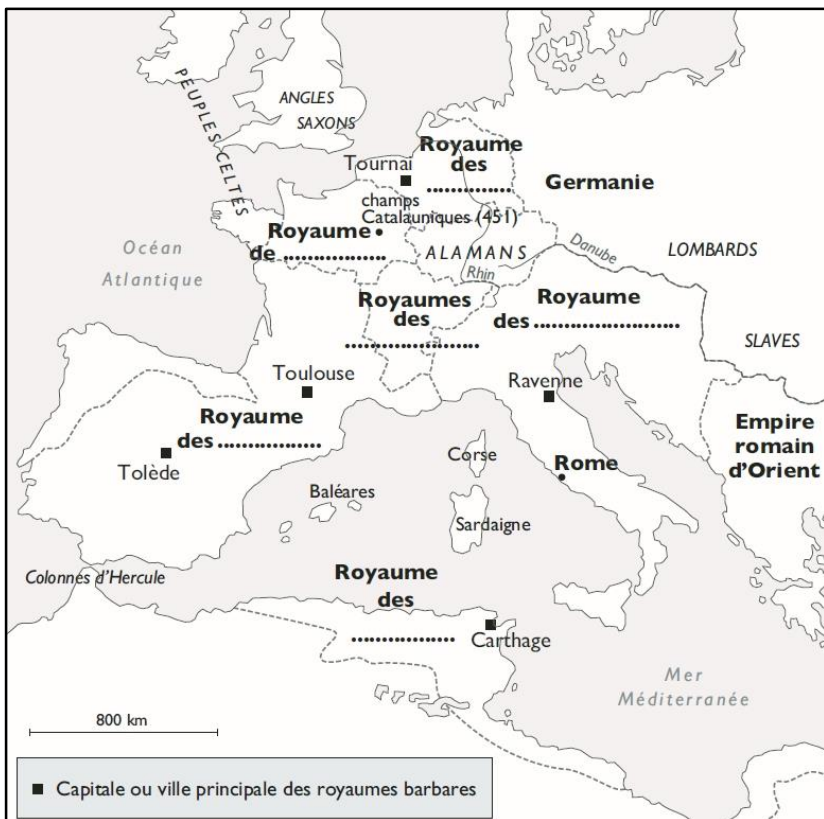 PEUPLES CELTES
ANGLES
SAXONS
Tournai
Royaume
des
..............
Germanie
champs
Catalauniques (451)
Royaume
de .................
Océan
Atlantique
ALAMANS
Rhin
Danube
LOMBARDS
Royaumes
des
......................
Royaume
des ........................
SLAVES
Toulouse
Ravenne
Royaume
des .................
Tolède
Corse
Rome
Empire
romain
d'Orient
Baléares
Sardaigne
Colonnes d'Hercule
Royaume
des
.................
Carthage
Mer
Méditerranée
800 km
Capitale ou ville principale des royaumes barbares